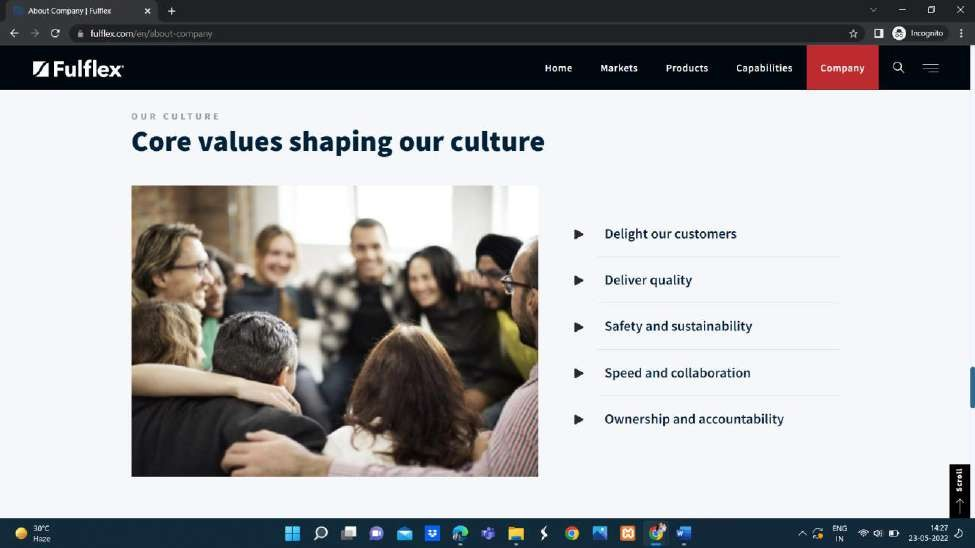 About Company | Fulflex
fulflex.com/en/about-company
Incognito
Fulflex
Home
Markets
Products
Capabilities
Company
OUR CULTURE
Core values shaping our culture
Delight our customers
Deliver quality
Safety and sustainability
Speed and collaboration
Ownership and accountability
Scroll
30°C
Haze
ENG
IN
14:27
23-05-2022